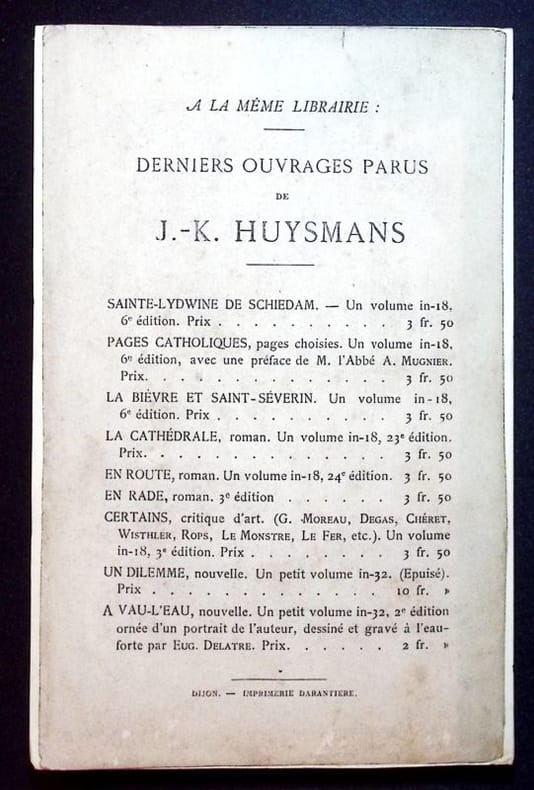 A LA MÊME LIBRAIRIE :
DERNIERS OUVRAGES PARUS
DE
J.-K. HUYSMANS
SAINTE-LYDWINE DE SCHIEDAM. — Un volume in-18,
6e édition. Prix . . . . . . . . . . 3 fr. 50
PAGES CATHOLIQUES, pages choisies. Un volume in-18,
6e édition, avec une préface de M. l'Abbé A. MUGNIER.
Prix. . . . . . . . . . . . . . 3 fr. 50
LA BIÈVRE ET SAINT-SÉVERIN. Un volume in-18,
6e édition. Prix . . . . . . . . . . 3 fr. 50
LA CATHÉDRALE, roman. Un volume in-18, 23e édition.
Prix. . . . . . . . . . . . . . 3 fr. 50
EN ROUTE, roman. Un volume in-18, 24e édition. 3 fr. 50
EN RADE, roman. 3e édition . . . . . . 3 fr. 50
CERTAINS, critique d'art. (G. MOREAU, DEGAS, CHÉRET,
WISTHLER, ROPS, LE MONSTRE, LE FER, etc.). Un volume
in-18, 3e édition. Prix . . . . . . . . 3 fr. 50
UN DILEMME, nouvelle. Un petit volume in-32. (Epuisé).
Prix . . . . . . . . . . . . . 10 fr. »
A VAU-L'EAU, nouvelle. Un petit volume in-32, 2e édition
ornée d'un portrait de l'auteur, dessiné et gravé à l'eau-
forte par EUG. DELATRE. Prix. . . . . . 2 fr. »
DIJON. — IMPRIMERIE DARANTIERE.